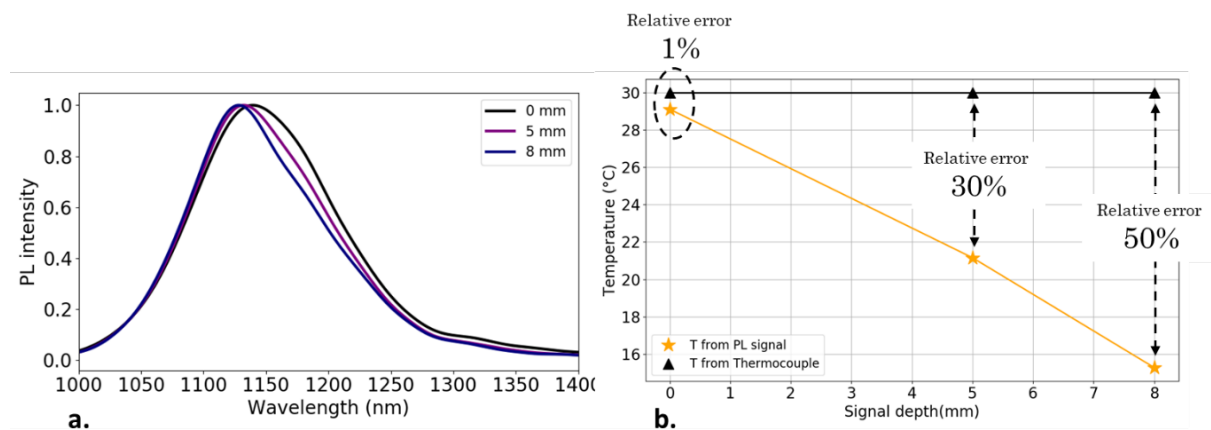 Relative error
1%
1.0
0.8
0.6
0.4
0.2
0.0
PL intensity
0 mm
5 mm
8 mm
1000 1050 1100 1150 1200 1250 1300 1350 140
Wavelength (nm)
a.
30
28
26
24
22
20
18
16
Temperature (°C)
Relative error
30%
Relative error
50%
T from PL signal
T from Thermocouple
0 1 2 3 4 5 6 7 8
Signal depth(mm)
b.